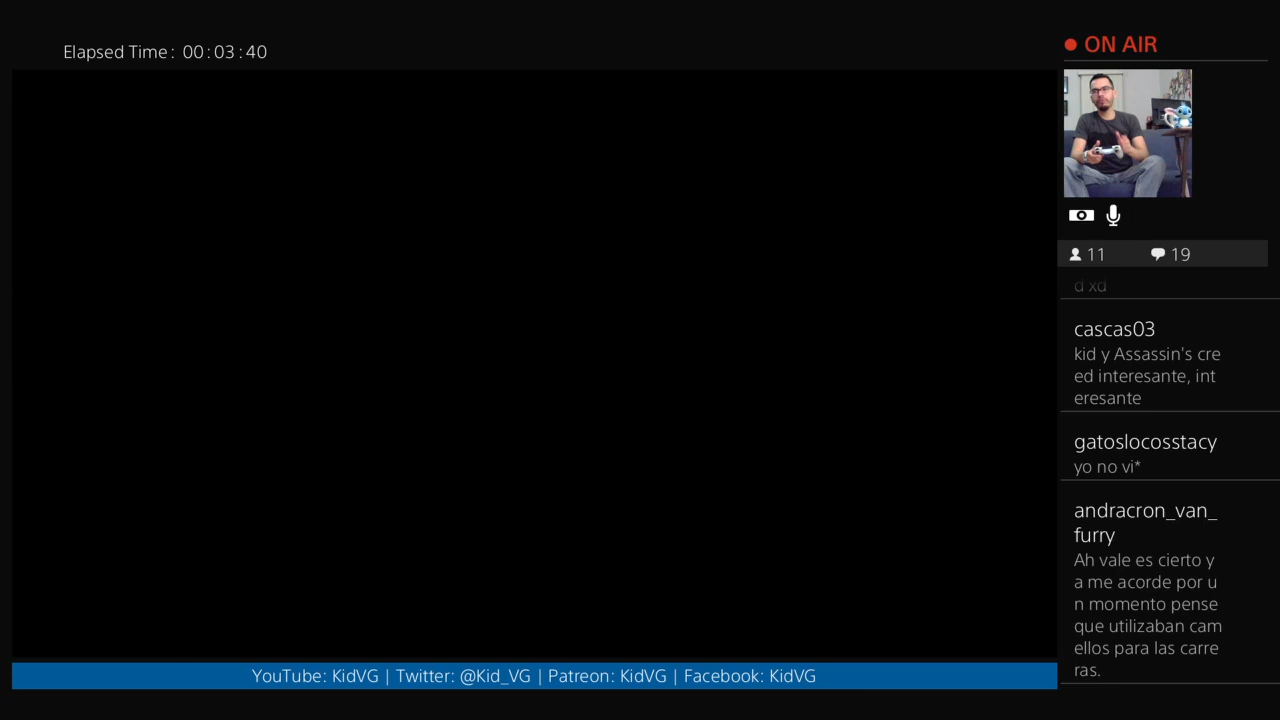 Elapsed Time: 00:03:40
ON AIR
11 19
d xd
cascas03
kid y Assassin's cre
ed interesante, int
eresante
gatoslocosstacy
yo no vi*
andracron_van_
furry
Ah vale es cierto y
a me acorde por u
n momento pense
que utilizaban cam
ellos para las carre
ras.
YouTube: KidVG | Twitter: @Kid_VG | Patreon: KidVG | Facebook: KidVG